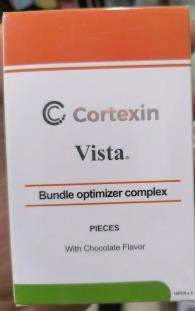 Cortexin
Vista®
Bundle optimizer complex
PIECES
With Chocolate Flavor